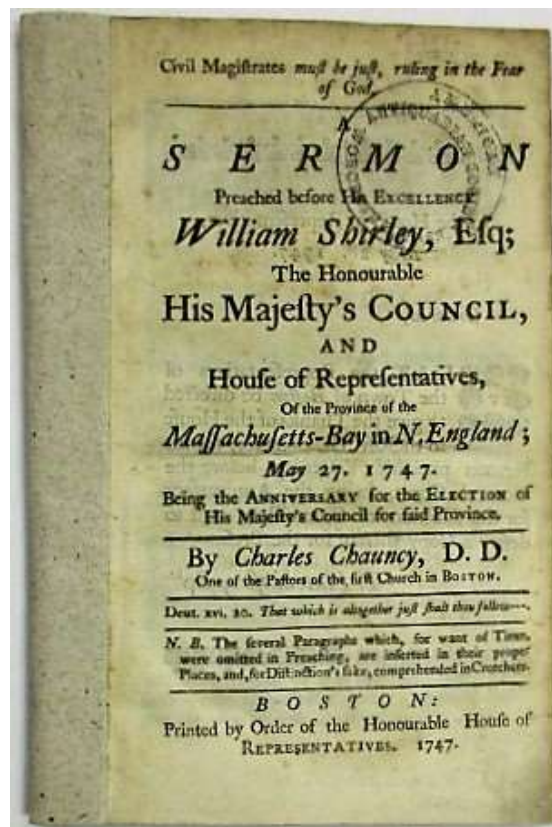 Civil Magiſtrates must be juſt, ruling in the Fear
of God.
A
SERMON
Preached before His EXCELLENCY
William Shirley, Eſq;
The Honourable
His Majeſty's COUNCIL,
AND
Houſe of Repreſentatives,
Of the Province of the
Maſſachuſetts-Bay in N. England;
May 27. 1747.
Being the ANNIVERSARY for the ELECTION of
His Majeſty's Council for ſaid Province.
By Charles Chauncy, D. D.
One of the Paſtors of the firſt Church in BOSTON.
Deut. xvi. 20. That which is altogether juſt ſhalt thou follow---.
N. B. The ſeveral Paragraphs which, for want of Time,
were omitted in Preaching, are inſerted in their proper
Places, and, for Diſtinction's ſake, comprehended in Crotchets.
BOSTON:
Printed by Order of the Honourable Houſe of
REPRESENTATIVES. 1747.
AMERICAN ANTIQUARIAN